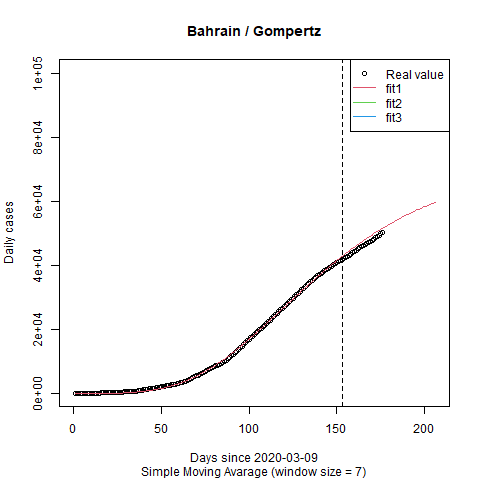 Bahrain / Gompertz
Real value
fit1
fit2
fit3
Daily cases
1e+05
8e+04
6e+04
4e+04
2e+04
0e+00
0 50 100 150 200
Days since 2020-03-09
Simple Moving Avarage (window size = 7)